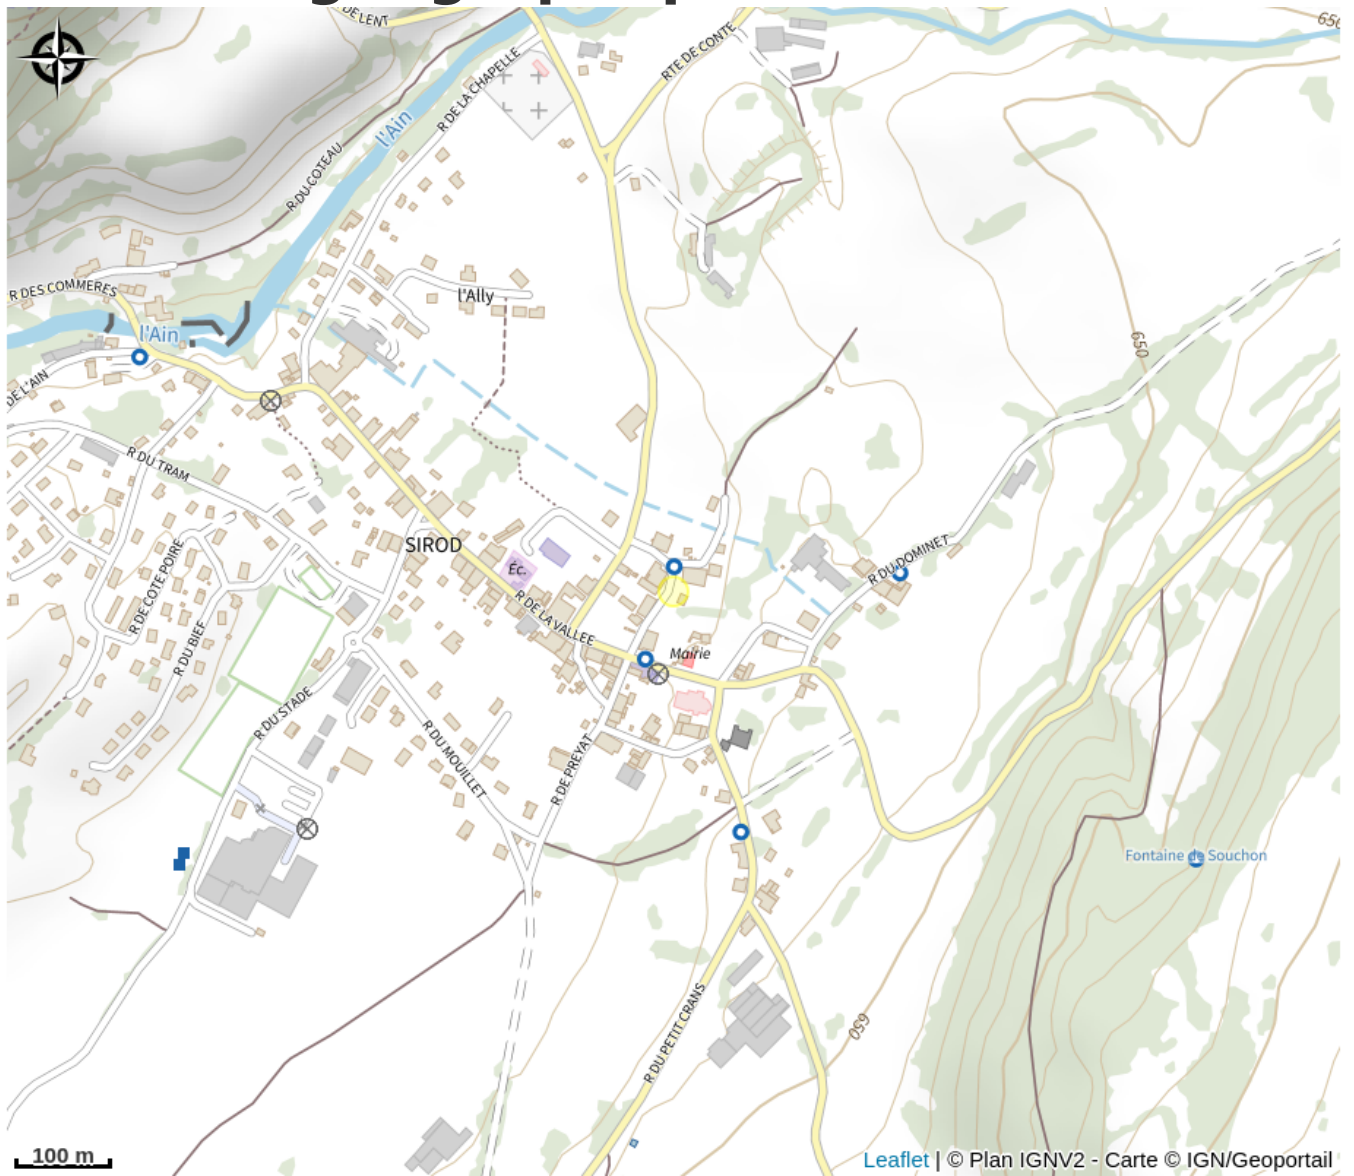 DE LENT
650
RTE DE CONTE
R DE LA CHAPELLE
l'Ain
R DU COTEAU
R DES COMMERES
l'Ally
l'Ain
650
DE L'AIN
R DU TRAM
SIROD
Éc.
R DU DOMINET
R DE COTE POIRE
R DE LA VALLEE
R DU BIEF
Mairie
R DU STADE
R DU MOUILLET
R DE PREYAT
Fontaine de Souchon
R DU PETIT CRANS
650
100 m
Leaflet | © Plan IGNV2 - Carte © IGN/Geoportail